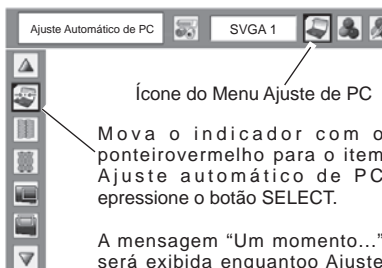 Ajuste Automático de PC
SVGA 1
Ícone do Menu Ajuste de PC
Mova o indicador com o
ponteirovermelho para o item
Ajuste automático de PC
epressione o botão SELECT.
A mensagem “Um momento...”
será exibida enquantoo Ajuste